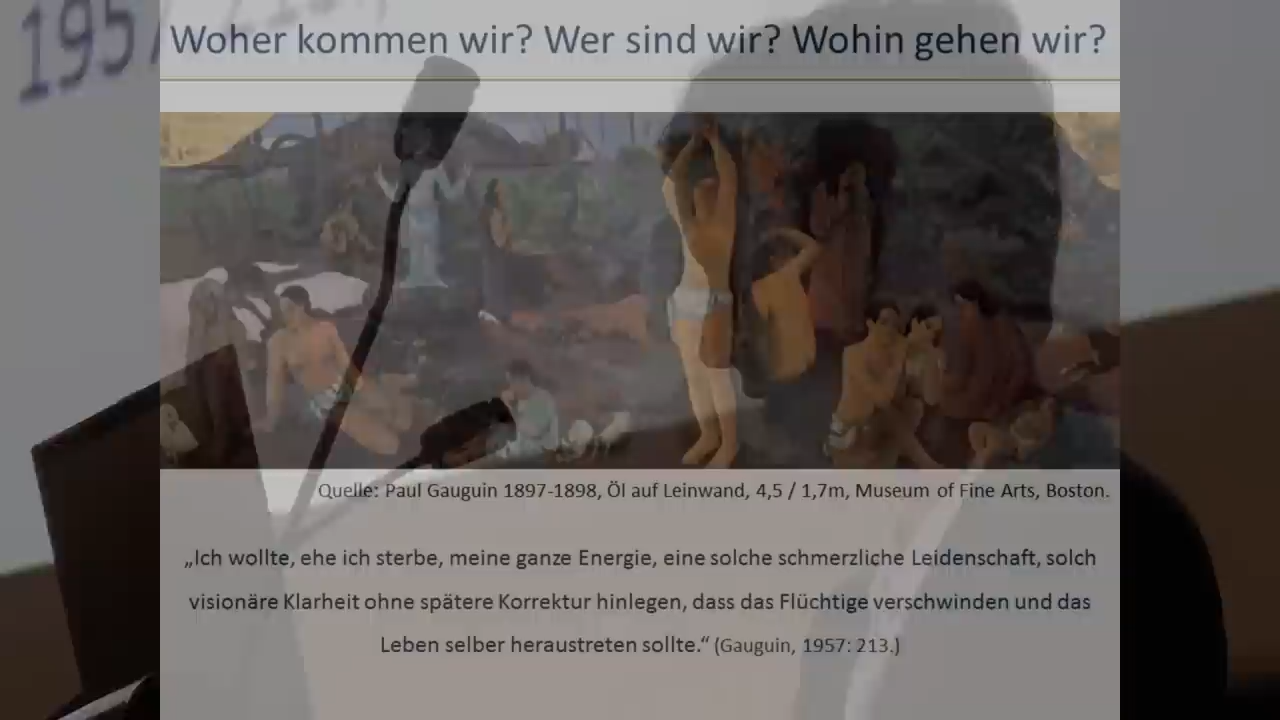 1957
Woher kommen wir? Wer sind wir? Wohin gehen wir?
Quelle: Paul Gauguin 1897-1898, Öl auf Leinwand, 4,5 / 1,7m, Museum of Fine Arts, Boston.
„Ich wollte, ehe ich sterbe, meine ganze Energie, eine solche schmerzliche Leidenschaft, solch
visionäre Klarheit ohne spätere Korrektur hinlegen, dass das Flüchtige verschwinden und das
Leben selber heraustreten sollte.“ (Gauguin, 1957: 213.)